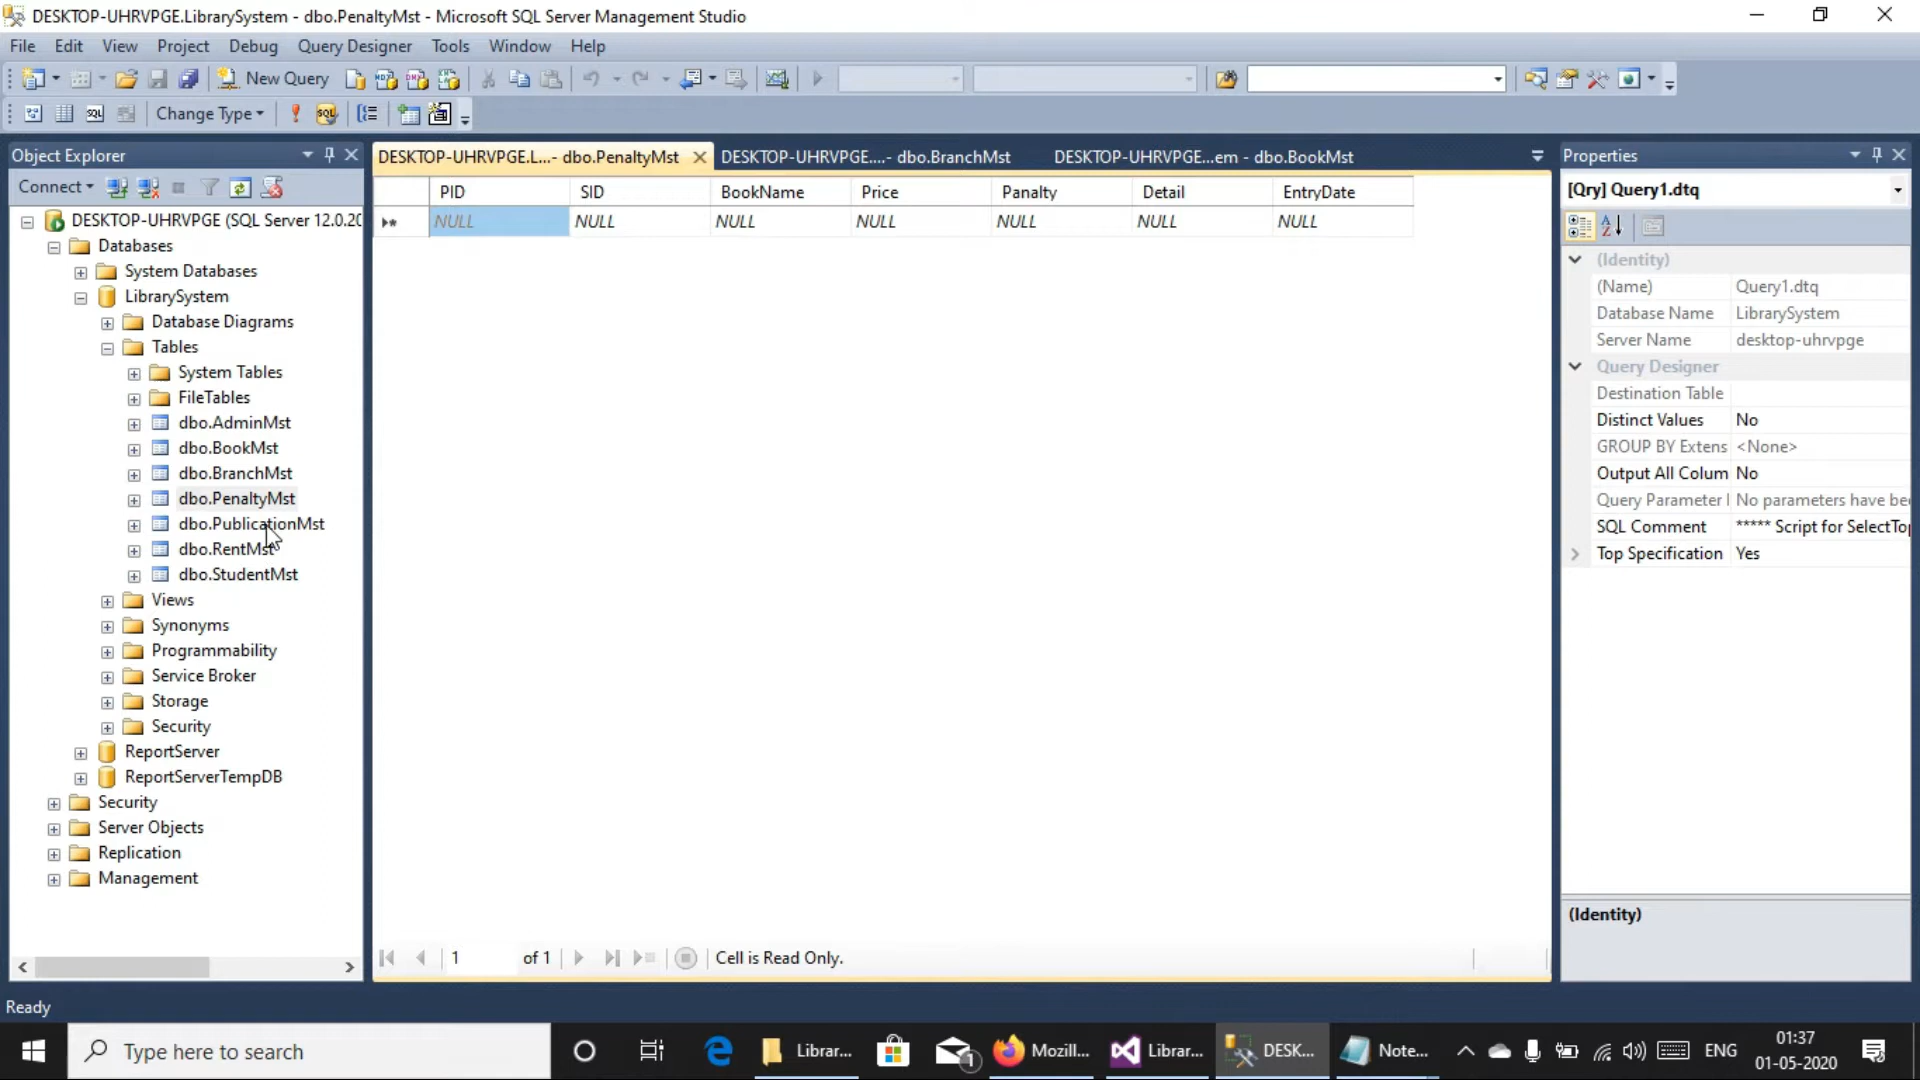 DESKTOP-UHRVPGE.LibrarySystem - dbo.PenaltyMst - Microsoft SQL Server Management Studio
File Edit View Project Debug Query Designer Tools Window Help
New Query
Change Type
Object Explorer
Connect
DESKTOP-UHRVPGE (SQL Server 12.0.20
Databases
System Databases
LibrarySystem
Database Diagrams
Tables
System Tables
FileTables
dbo.AdminMst
dbo.BookMst
dbo.BranchMst
dbo.PenaltyMst
dbo.PublicationMst
dbo.RentMst
dbo.StudentMst
Views
Synonyms
Programmability
Service Broker
Storage
Security
ReportServer
ReportServerTempDB
Security
Server Objects
Replication
Management
DESKTOP-UHRVPGE.L...- dbo.PenaltyMst DESKTOP-UHRVPGE....- dbo.BranchMst DESKTOP-UHRVPGE...em - dbo.BookMst
PID SID BookName Price Panalty Detail EntryDate
NULL NULL NULL NULL NULL NULL NULL
1 of 1 Cell is Read Only.
Properties
[Qry] Query1.dtq
(Identity)
(Name) Query1.dtq
Database Name LibrarySystem
Server Name desktop-uhrvpge
Query Designer
Destination Table
Distinct Values No
GROUP BY Extens <None>
Output All Colum No
Query Parameter l No parameters have bee
SQL Comment ***** Script for SelectTop
Top Specification Yes
(Identity)
Ready
Type here to search
Librar... 1 Mozill... Librar... DESK... Note... ENG
01:37
01-05-2020